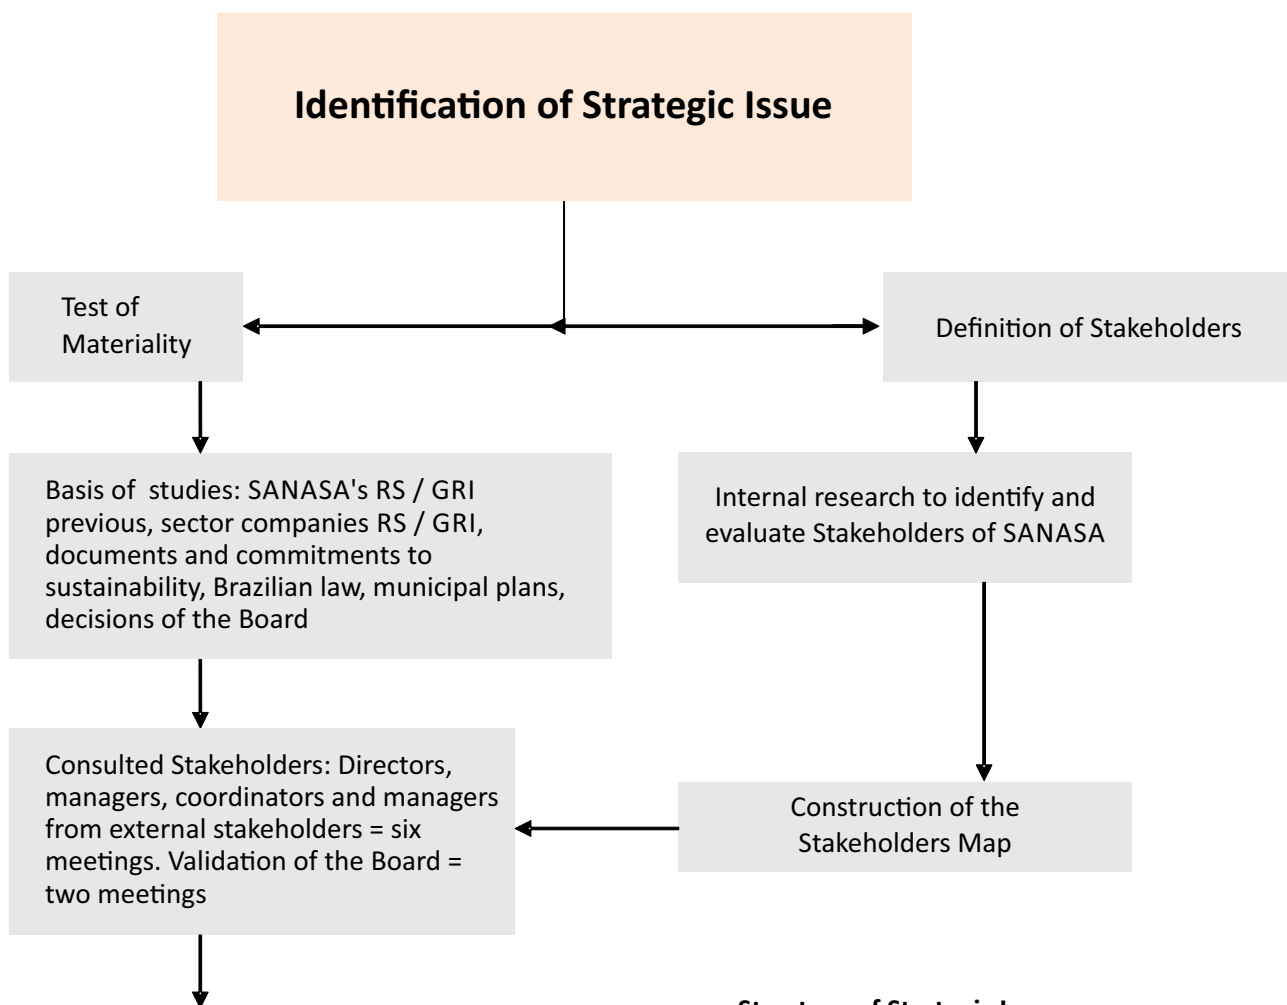 Identification of Strategic Issue
Test of
Materiality
Definition of Stakeholders
Basis of studies: SANASA's RS / GRI
previous, sector companies RS / GRI,
documents and commitments to
sustainability, Brazilian law, municipal plans,
decisions of the Board
Internal research to identify and
evaluate Stakeholders of SANASA
Consulted Stakeholders: Directors,
managers, coordinators and managers
from external stakeholders = six
meetings. Validation of the Board =
two meetings
Construction of the
Stakeholders Map